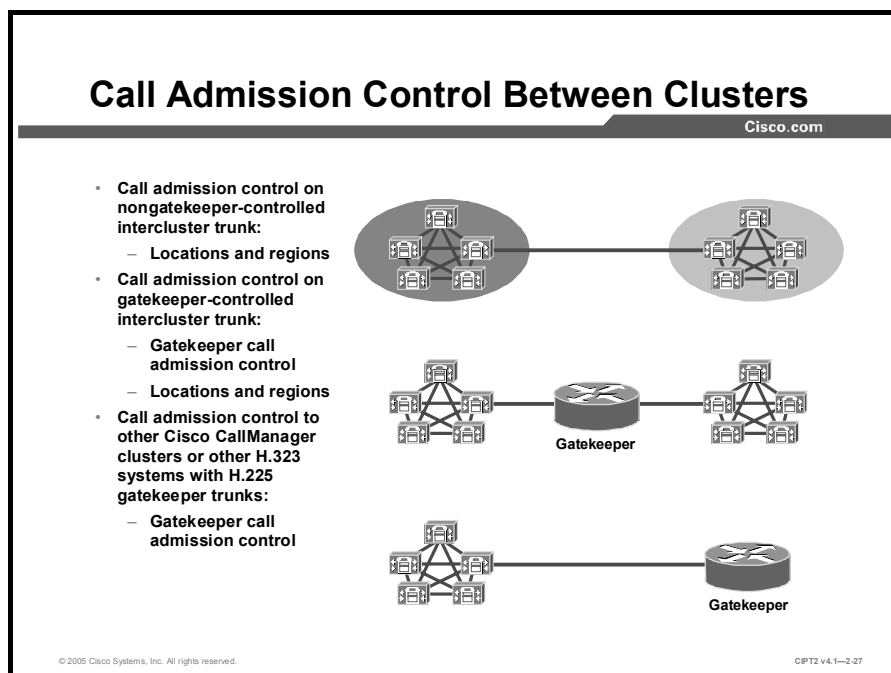 Call Admission Control Between Clusters
Cisco.com
• Call admission control on
nongatekeeper-controlled
intercluster trunk:
– Locations and regions
• Call admission control on
gatekeeper-controlled
intercluster trunk:
– Gatekeeper call
admission control
– Locations and regions
• Call admission control to
other Cisco CallManager
clusters or other H.323
systems with H.225
gatekeeper trunks:
– Gatekeeper call
admission control
Gatekeeper
Gatekeeper
© 2005 Cisco Systems, Inc. All rights reserved.
CIPT2 v4.1—2-27